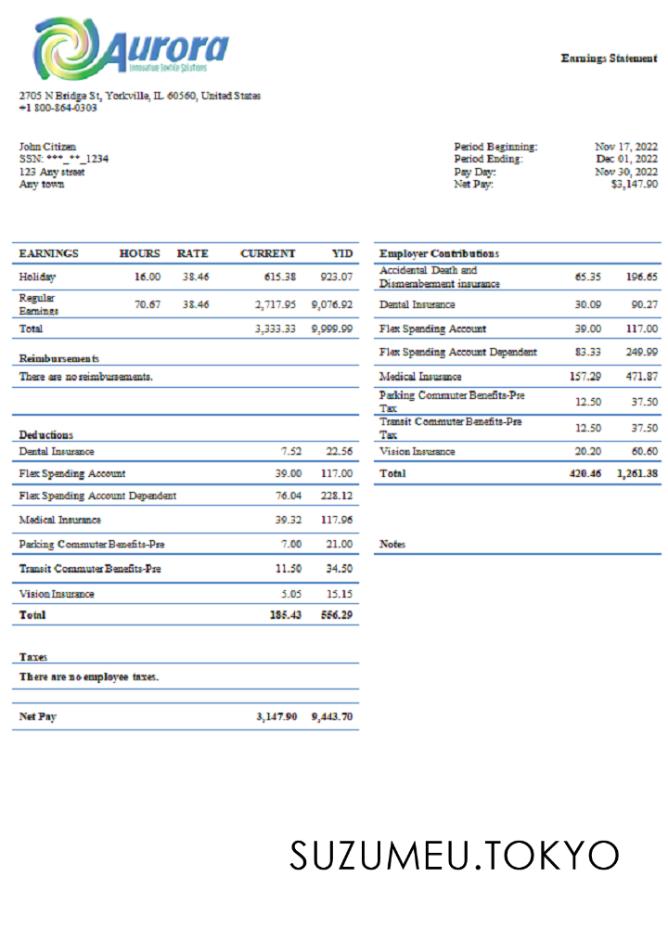 Aurora
Innovative Textile Solutions
Earnings Statement
2705 N Bridge St, Yorkville, IL 60560, United States
+1 800-864-0303
John Citizen
SSN: ***_**_1234
123 Any street
Any town
Period Beginning: Nov 17, 2022
Period Ending: Dec 01, 2022
Pay Day: Nov 30, 2022
Net Pay: $3,147.90
EARNINGS HOURS RATE CURRENT YTD
Holiday 16.00 38.46 615.38 923.07
Regular
Earnings 70.67 38.46 2,717.95 9,076.92
Total 3,333.33 9,999.99
Reimbursements
There are no reimbursements.
Deductions
Dental Insurance 7.52 22.56
Flex Spending Account 39.00 117.00
Flex Spending Account Dependent 76.04 228.12
Medical Insurance 39.32 117.96
Parking Commuter Benefits-Pre 7.00 21.00
Transit Commuter Benefits-Pre 11.50 34.50
Vision Insurance 5.05 15.15
Total 185.43 556.29
Taxes
There are no employee taxes.
Net Pay 3,147.90 9,443.70
Employer Contributions
Accidental Death and
Dismemberment insurance 65.35 196.65
Dental Insurance 30.09 90.27
Flex Spending Account 39.00 117.00
Flex Spending Account Dependent 83.33 249.99
Medical Insurance 157.29 471.87
Parking Commuter Benefits-Pre
Tax 12.50 37.50
Transit Commuter Benefits-Pre
Tax 12.50 37.50
Vision Insurance 20.20 60.60
Total 420.46 1,261.38
Notes
SUZUMEU.TOKYO